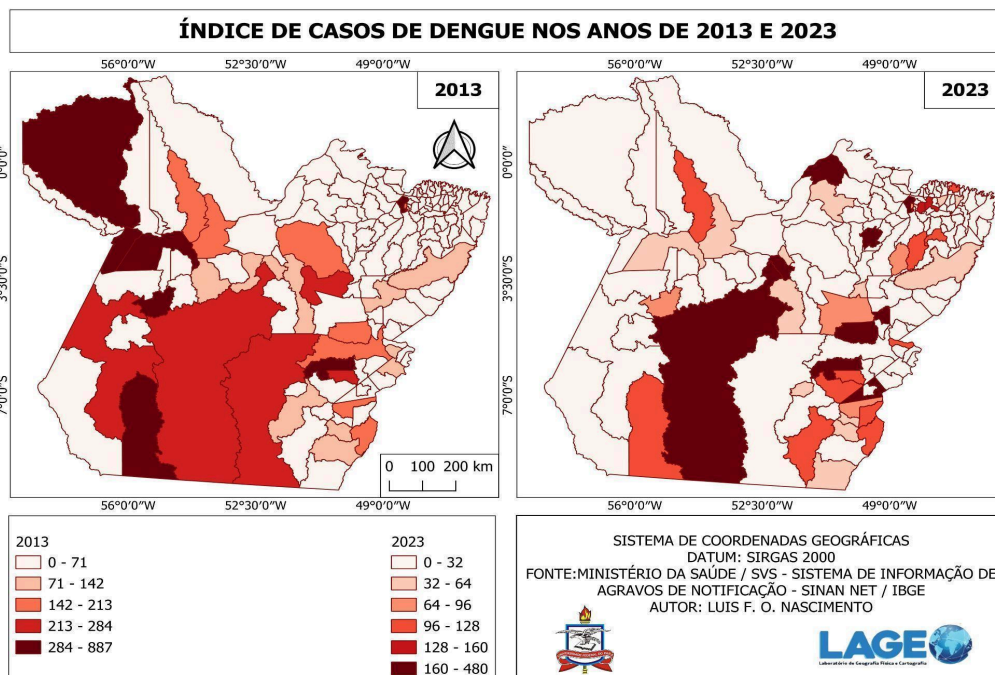 ÍNDICE DE CASOS DE DENGUE NOS ANOS DE 2013 E 2023
56°0'0"W 52°30'0"W 49°0'0"W
56°0'0"W 52°30'0"W 49°0'0"W
2013
2023
0°0'0"
3°30'0"S
7°0'0"S
0°0'0"
3°30'0"S
7°0'0"S
0 100 200 km
56°0'0"W 52°30'0"W 49°0'0"W
56°0'0"W 52°30'0"W 49°0'0"W
2013
0 - 71
71 - 142
142 - 213
213 - 284
284 - 887
2023
0 - 32
32 - 64
64 - 96
96 - 128
128 - 160
160 - 480
SISTEMA DE COORDENADAS GEOGRÁFICAS
DATUM: SIRGAS 2000
FONTE:MINISTÉRIO DA SAÚDE / SVS - SISTEMA DE INFORMAÇÃO DE
AGRAVOS DE NOTIFICAÇÃO - SINAN NET / IBGE
AUTOR: LUIS F. O. NASCIMENTO
LAGE
Laboratório de Geografia Física e Cartografia